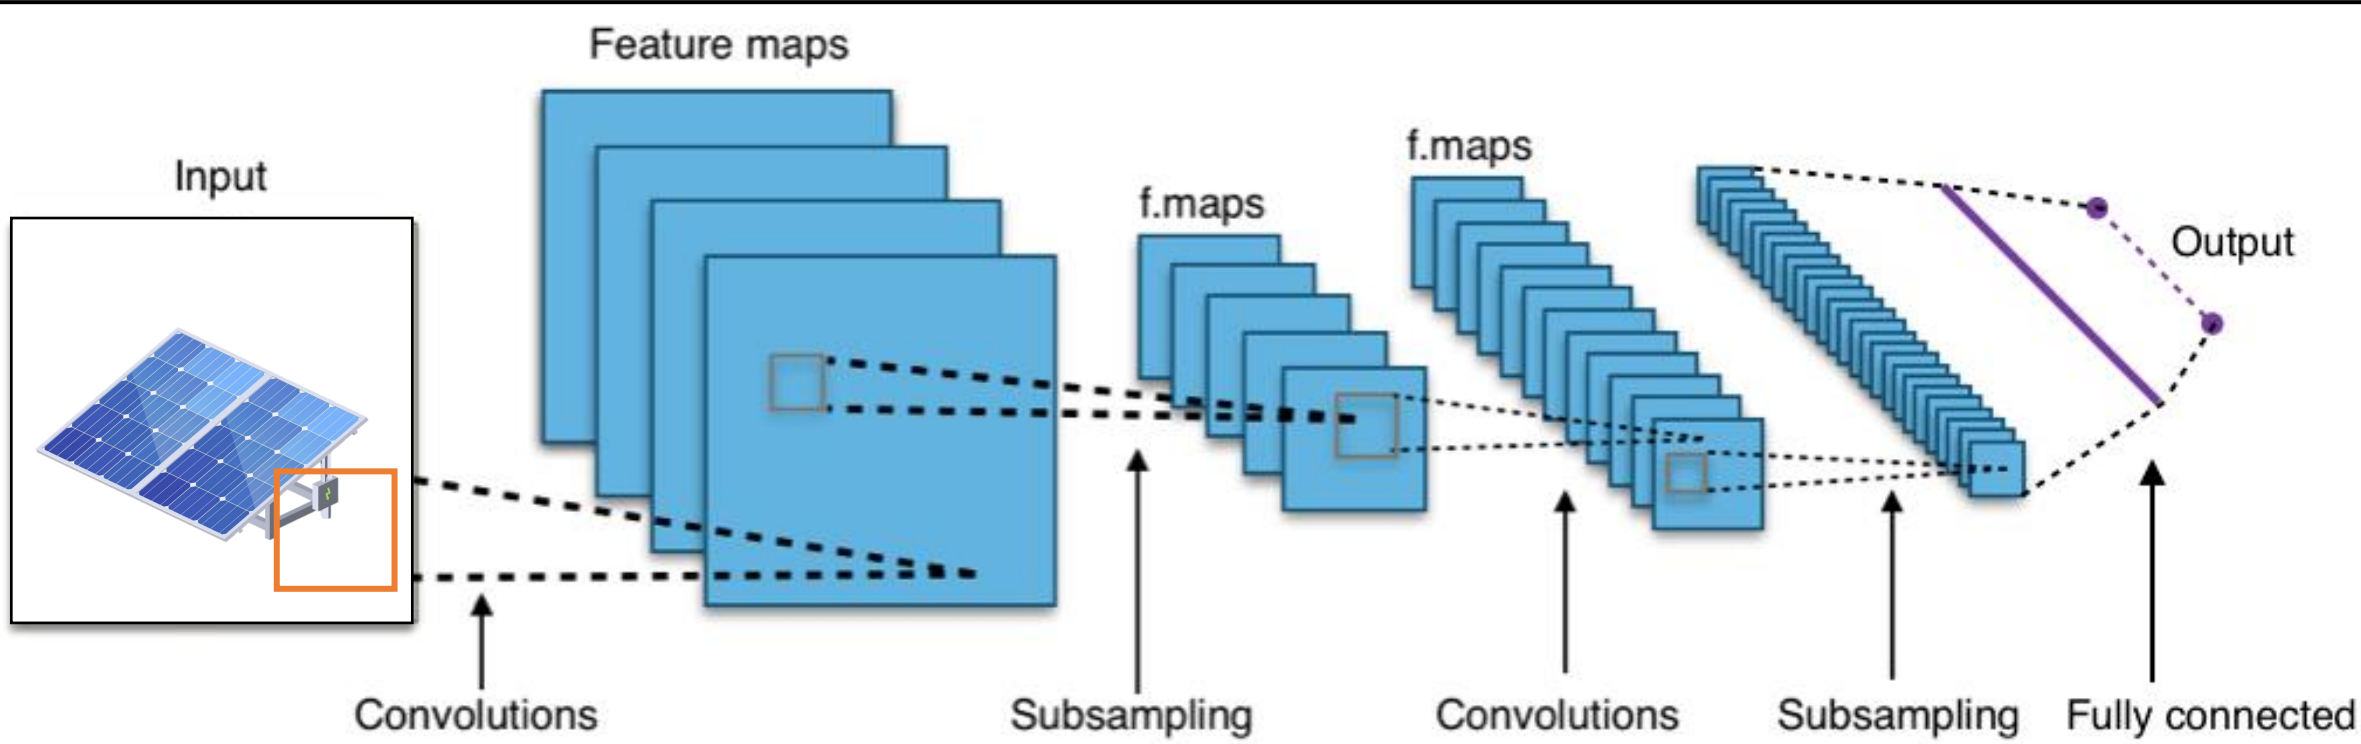 Feature maps
f.maps
Input
f.maps
Output
Convolutions
Subsampling
Convolutions
Subsampling
Fully connected